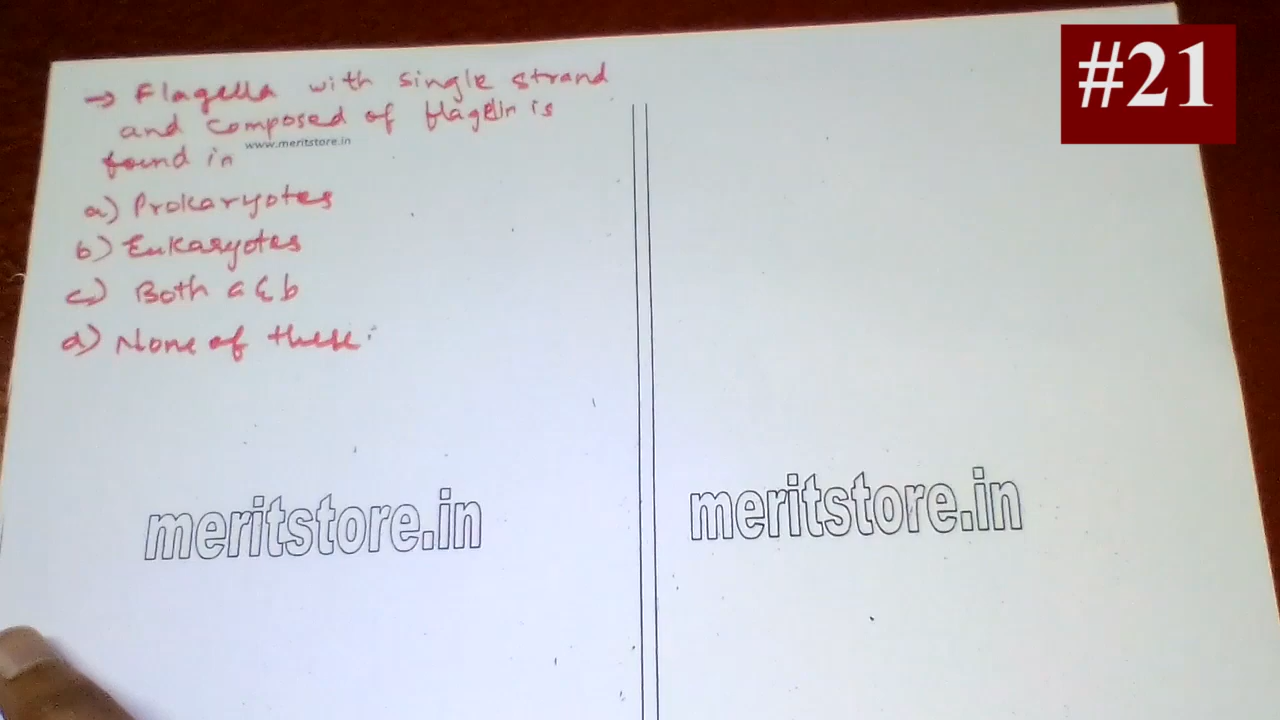 #21
→ Flagella with single strand
and composed of flagelin is
www.meritstore.in
found in
a) Prokaryotes
b) Eukaryotes
c) Both a & b
d) None of these.
meritstore.in
meritstore.in